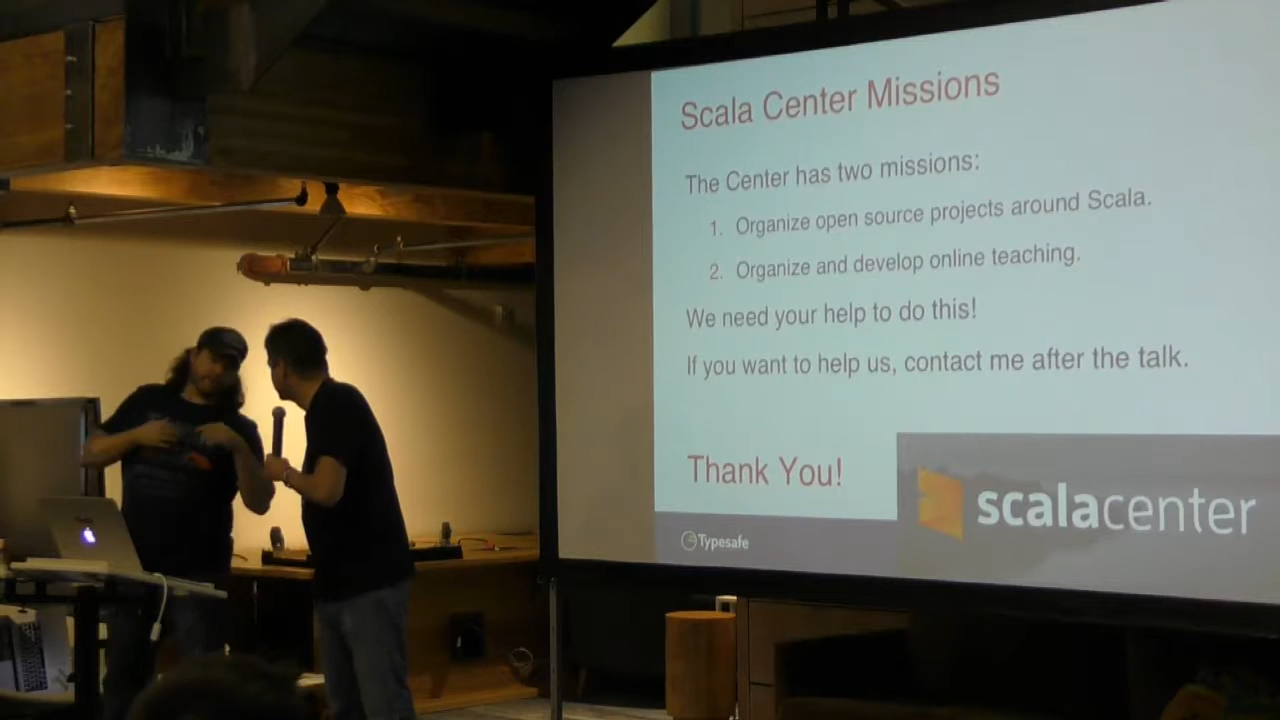 Scala Center Missions
The Center has two missions:
1. Organize open source projects around Scala.
2. Organize and develop online teaching.
We need your help to do this!
If you want to help us, contact me after the talk.
Thank You!
scalacenter
Typesafe